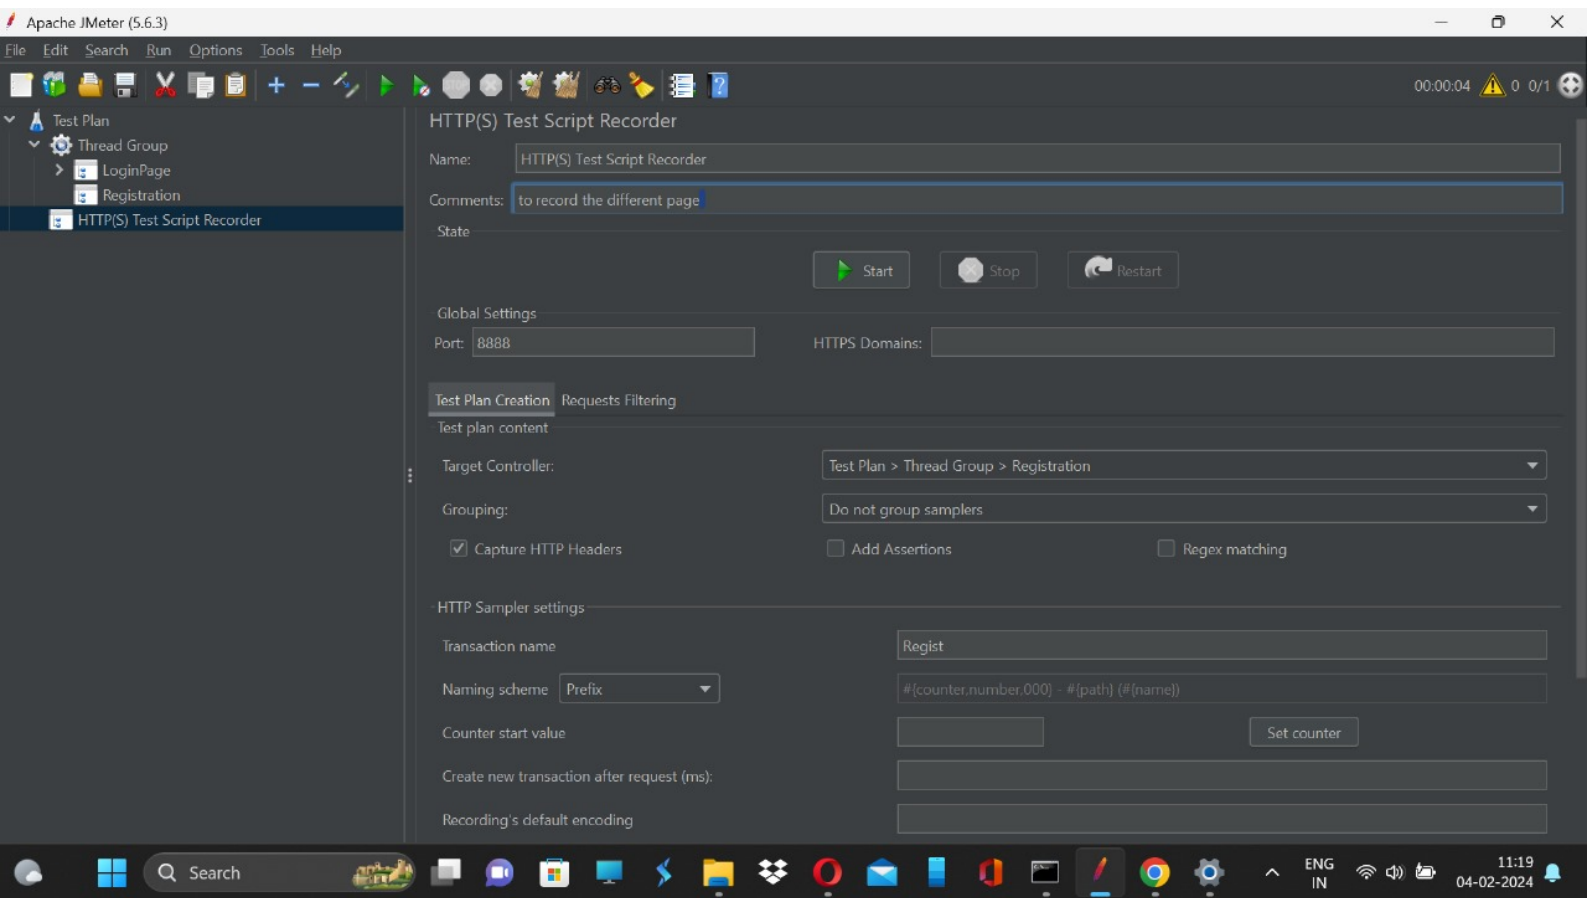 Apache JMeter (5.6.3)
File Edit Search Run Options Tools Help
STOP
?
00:00:04 0 0/1
Test Plan
Thread Group
LoginPage
Registration
HTTP(S) Test Script Recorder
HTTP(S) Test Script Recorder
Name: HTTP(S) Test Script Recorder
Comments: to record the different page
State
Start Stop Restart
Global Settings
Port: 8888 HTTPS Domains:
Test Plan Creation Requests Filtering
Test plan content
Target Controller: Test Plan > Thread Group > Registration
Grouping: Do not group samplers
Capture HTTP Headers Add Assertions Regex matching
HTTP Sampler settings
Transaction name Regist
Naming scheme Prefix #{counter,number,000} - #{path} (#{name})
Counter start value Set counter
Create new transaction after request (ms):
Recording's default encoding
Search
ENG
IN
11:19
04-02-2024